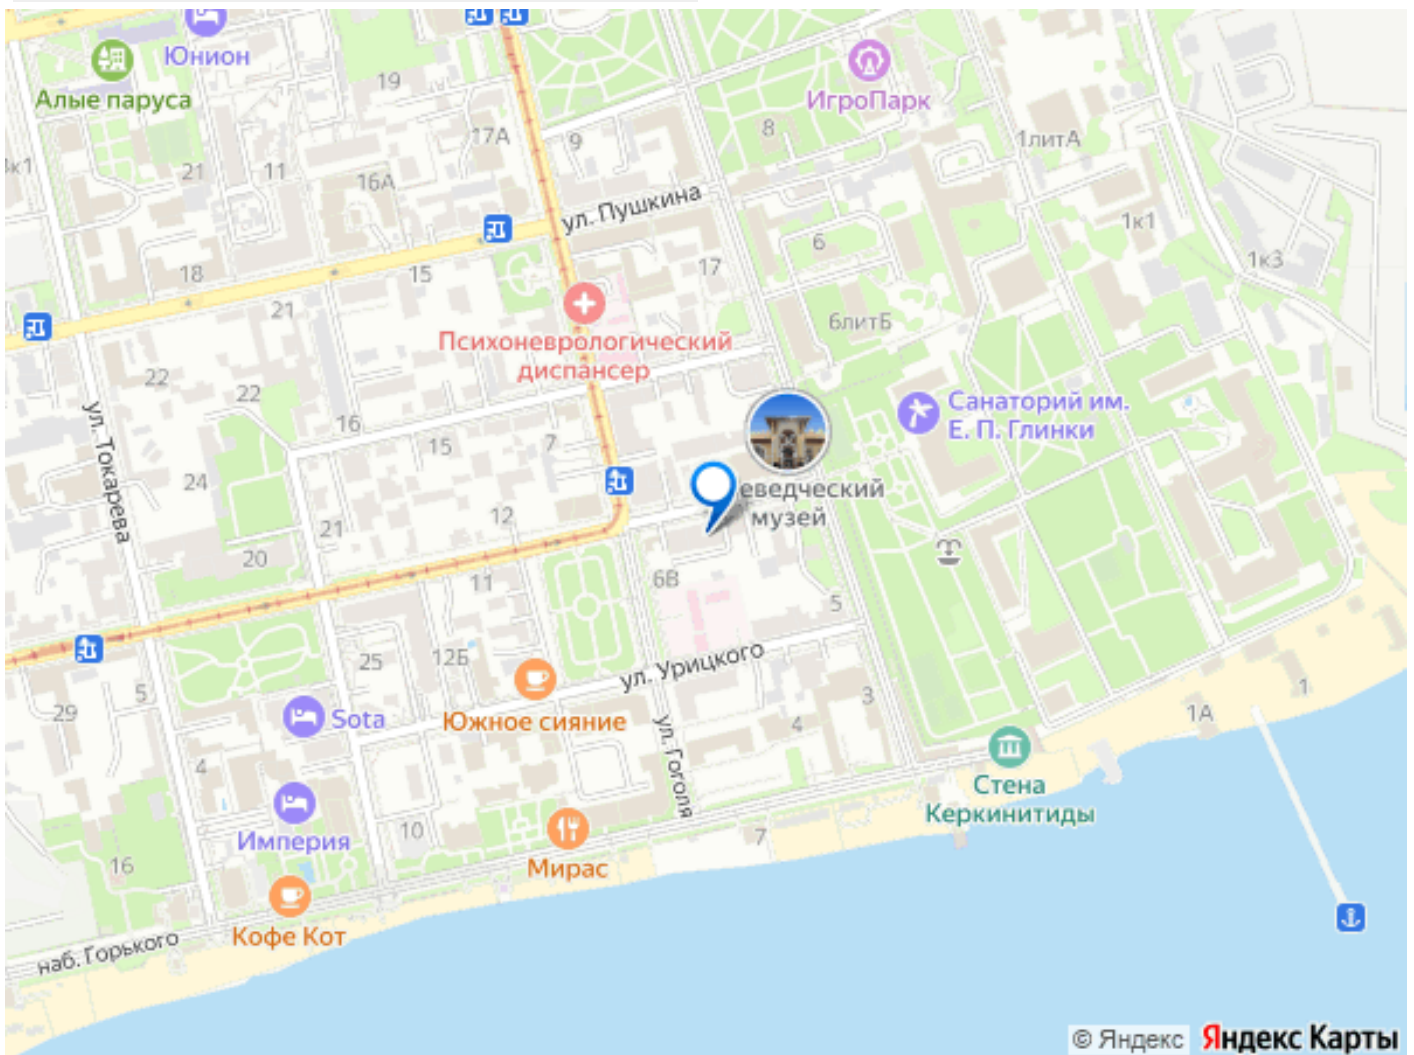 Юнион
Алые паруса
19
ИгроПарк
17А
9
8
1литА
3к1
21
11
16А
ул. Пушкина
1к1
6
18
15
17
1к3
21
6литБ
Психоневрологический
диспансер
22
22
ул. Токарева
16
15
7
Санаторий им.
Е. П. Глинки
24
еведческий
музей
21
12
20
11
6В
5
25
12Б
ул. Урицкого
5
29
Sota
Южное сияние
3
4
1А
1
ул. Гоголя
4
Стена
Керкинитиды
Империя
10
7
16
Мирас
Кофе Кот
наб. Горького
© Яндекс Яндекс Карты